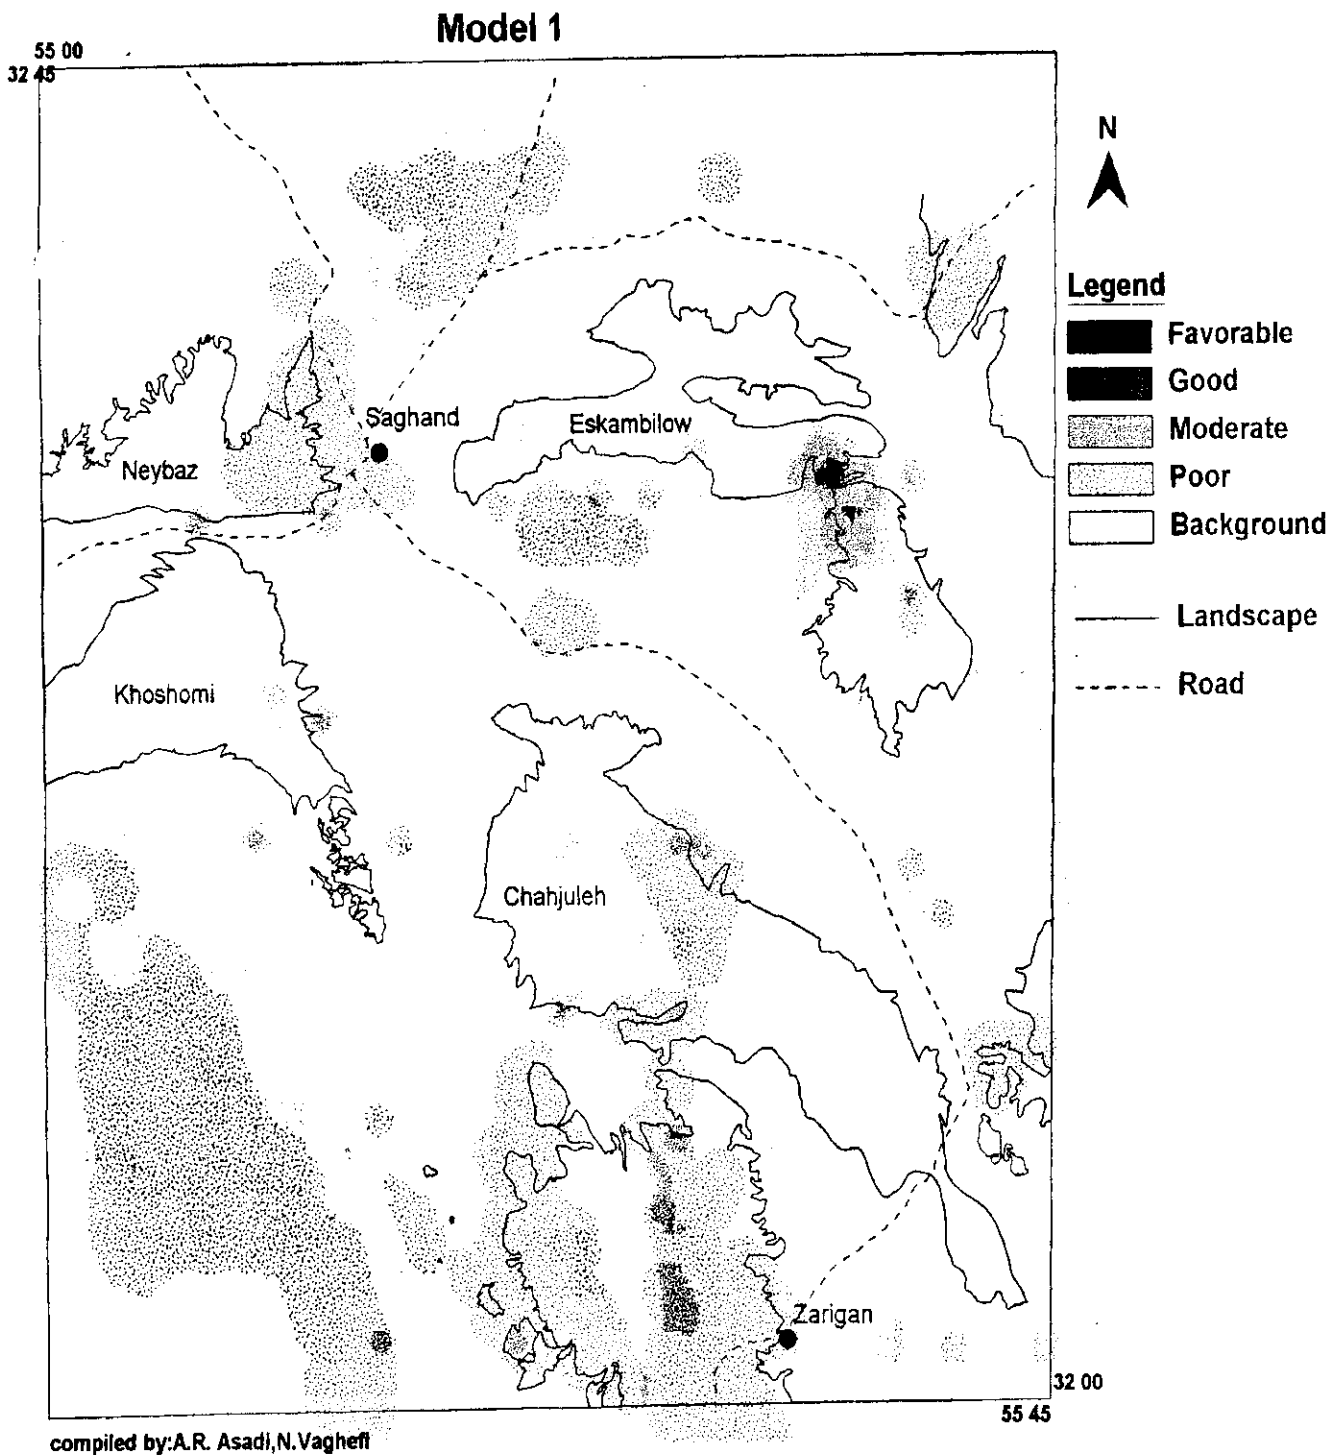 Model 1
55 00
32 45
N
Legend
Favorable
Good
Moderate
Poor
Background
Landscape
Road
Saghand
Eskambilow
Neybaz
Khoshomi
Chahjuleh
Zarigan
32 00
55 45
compiled by:A.R. Asadi,N.Vaghefi